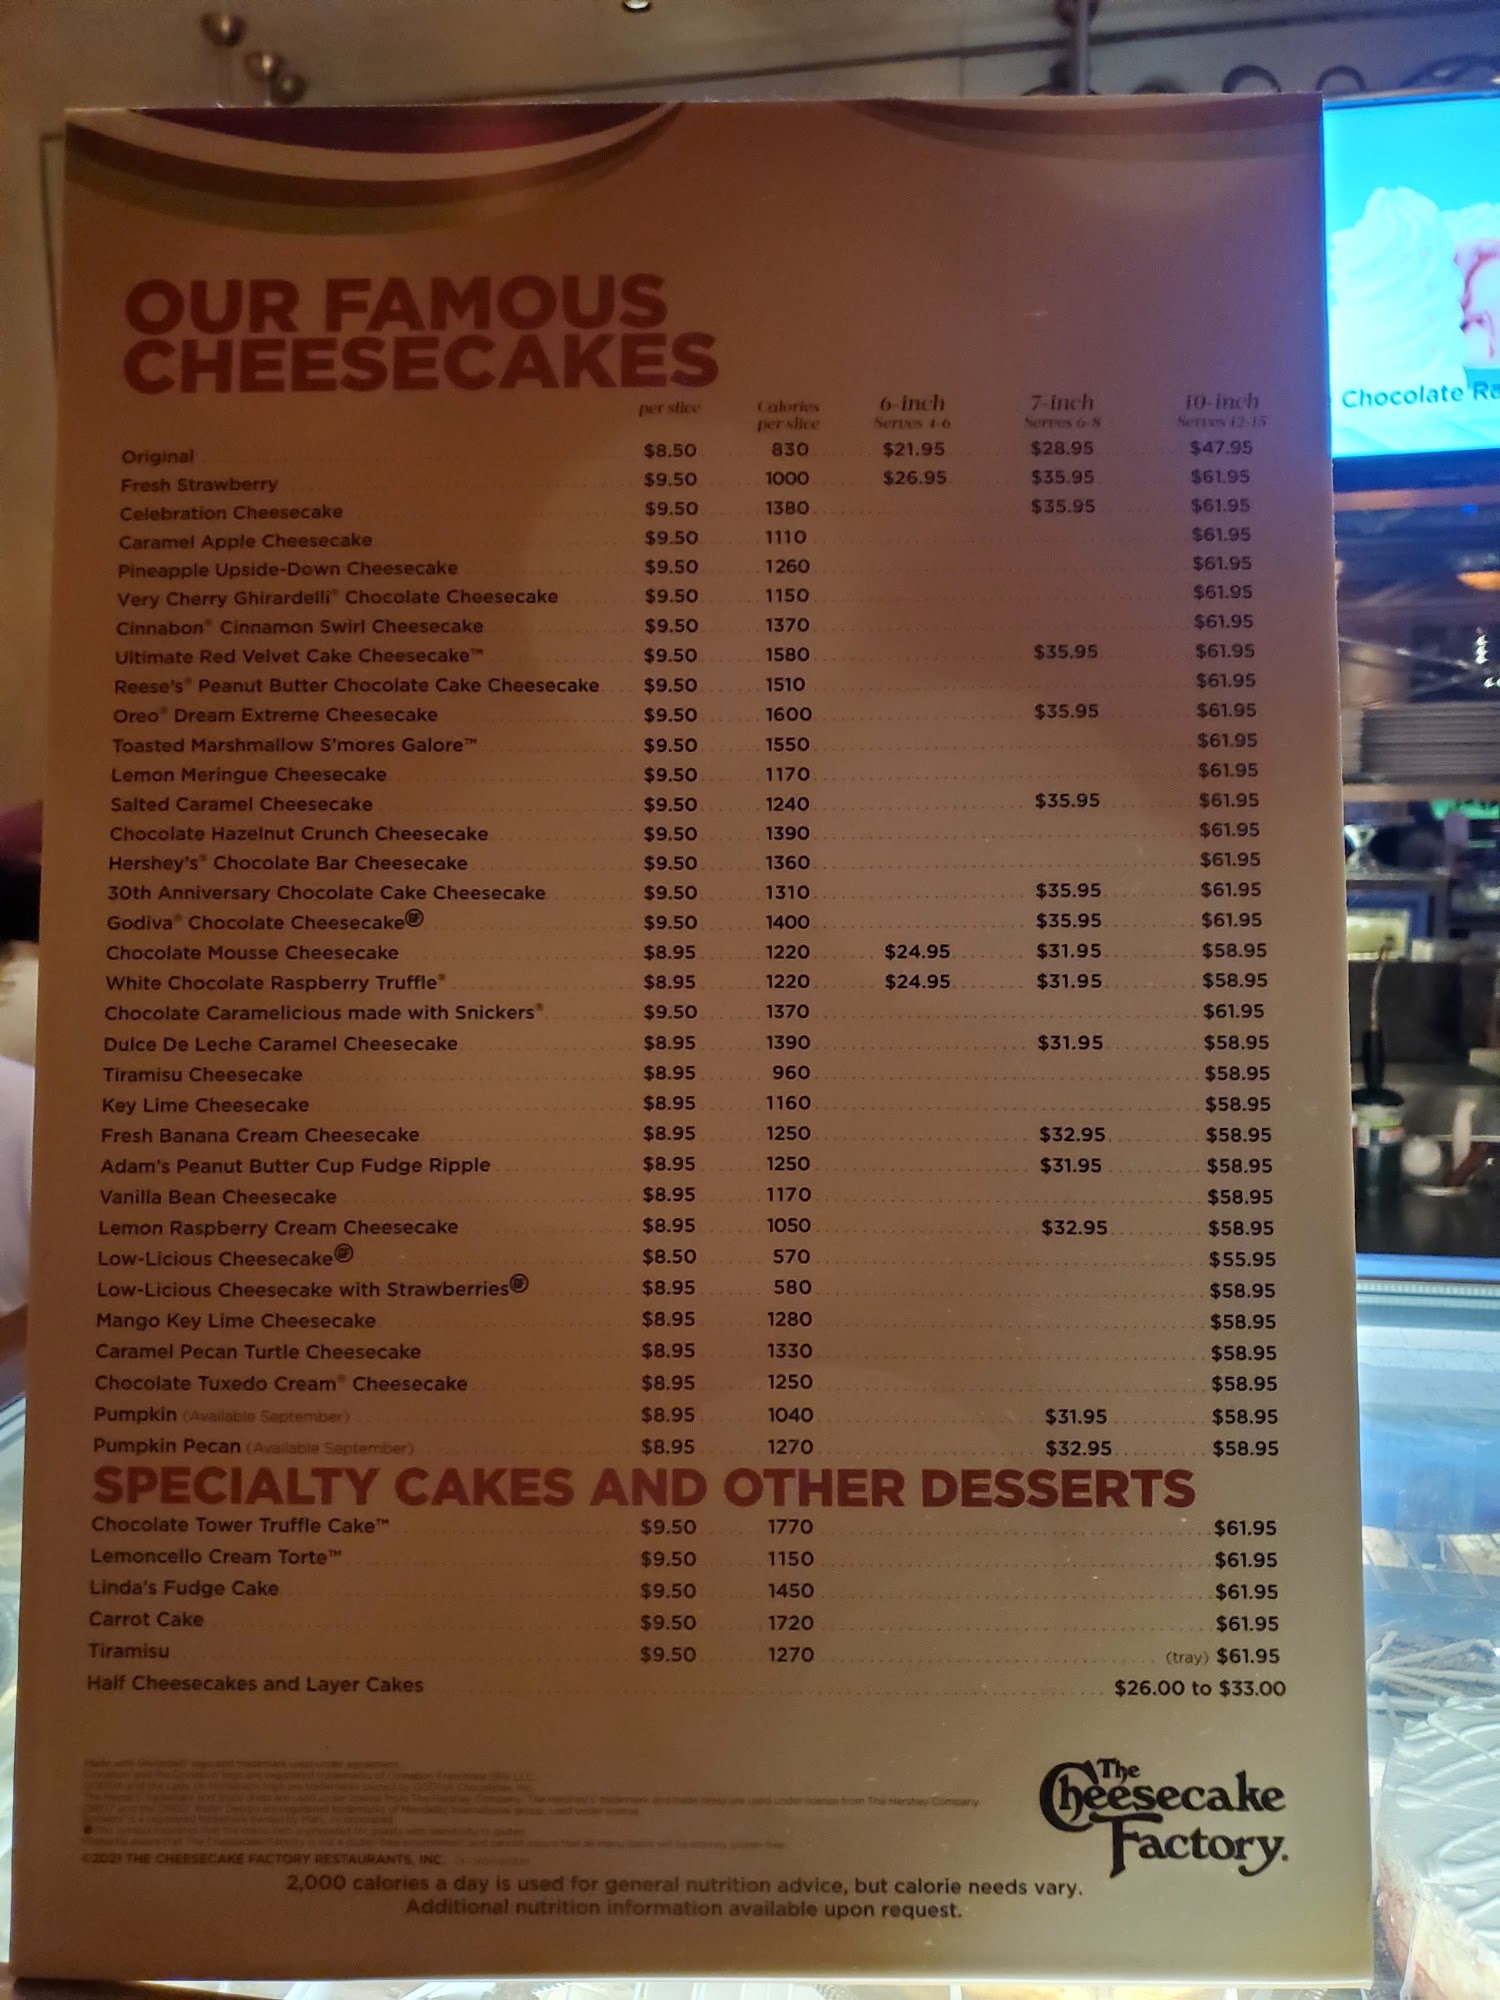 OUR FAMOUS
CHEESECAKES
per slice Calories per slice 6-inch Serves 4-6 7-inch Serves 6-8 10-inch Serves 12-15
Original $8.50 830 $21.95 $28.95 $47.95
Fresh Strawberry $9.50 1000 $26.95 $35.95 $61.95
Celebration Cheesecake $9.50 1380 $35.95 $61.95
Caramel Apple Cheesecake $9.50 1110 $61.95
Pineapple Upside-Down Cheesecake $9.50 1260 $61.95
Very Cherry Ghirardelli® Chocolate Cheesecake $9.50 1150 $61.95
Cinnabon® Cinnamon Swirl Cheesecake $9.50 1370 $61.95
Ultimate Red Velvet Cake Cheesecake™ $9.50 1580 $35.95 $61.95
Reese's® Peanut Butter Chocolate Cake Cheesecake $9.50 1510 $61.95
Oreo® Dream Extreme Cheesecake $9.50 1600 $35.95 $61.95
Toasted Marshmallow S'mores Galore™ $9.50 1550 $61.95
Lemon Meringue Cheesecake $9.50 1170 $61.95
Salted Caramel Cheesecake $9.50 1240 $35.95 $61.95
Chocolate Hazelnut Crunch Cheesecake $9.50 1390 $61.95
Hershey's® Chocolate Bar Cheesecake $9.50 1360 $61.95
30th Anniversary Chocolate Cake Cheesecake $9.50 1310 $35.95 $61.95
Godiva® Chocolate Cheesecake GF $9.50 1400 $35.95 $61.95
Chocolate Mousse Cheesecake $8.95 1220 $24.95 $31.95 $58.95
White Chocolate Raspberry Truffle® $8.95 1220 $24.95 $31.95 $58.95
Chocolate Caramelicious made with Snickers® $9.50 1370 $61.95
Dulce De Leche Caramel Cheesecake $8.95 1390 $31.95 $58.95
Tiramisu Cheesecake $8.95 960 $58.95
Key Lime Cheesecake $8.95 1160 $58.95
Fresh Banana Cream Cheesecake $8.95 1250 $32.95 $58.95
Adam's Peanut Butter Cup Fudge Ripple $8.95 1250 $31.95 $58.95
Vanilla Bean Cheesecake $8.95 1170 $58.95
Lemon Raspberry Cream Cheesecake $8.95 1050 $32.95 $58.95
Low-Licious Cheesecake GF $8.50 570 $55.95
Low-Licious Cheesecake with Strawberries GF $8.95 580 $58.95
Mango Key Lime Cheesecake $8.95 1280 $58.95
Caramel Pecan Turtle Cheesecake $8.95 1330 $58.95
Chocolate Tuxedo Cream® Cheesecake $8.95 1250 $58.95
Pumpkin (Available September) $8.95 1040 $31.95 $58.95
Pumpkin Pecan (Available September) $8.95 1270 $32.95 $58.95
SPECIALTY CAKES AND OTHER DESSERTS
Chocolate Tower Truffle Cake™ $9.50 1770 $61.95
Lemoncello Cream Torte™ $9.50 1150 $61.95
Linda's Fudge Cake $9.50 1450 $61.95
Carrot Cake $9.50 1720 $61.95
Tiramisu $9.50 1270 (tray) $61.95
Half Cheesecakes and Layer Cakes $26.00 to $33.00
©2021 THE CHEESECAKE FACTORY RESTAURANTS, INC.
The
Cheesecake
Factory.
2,000 calories a day is used for general nutrition advice, but calorie needs vary.
Additional nutrition information available upon request.
Chocolate